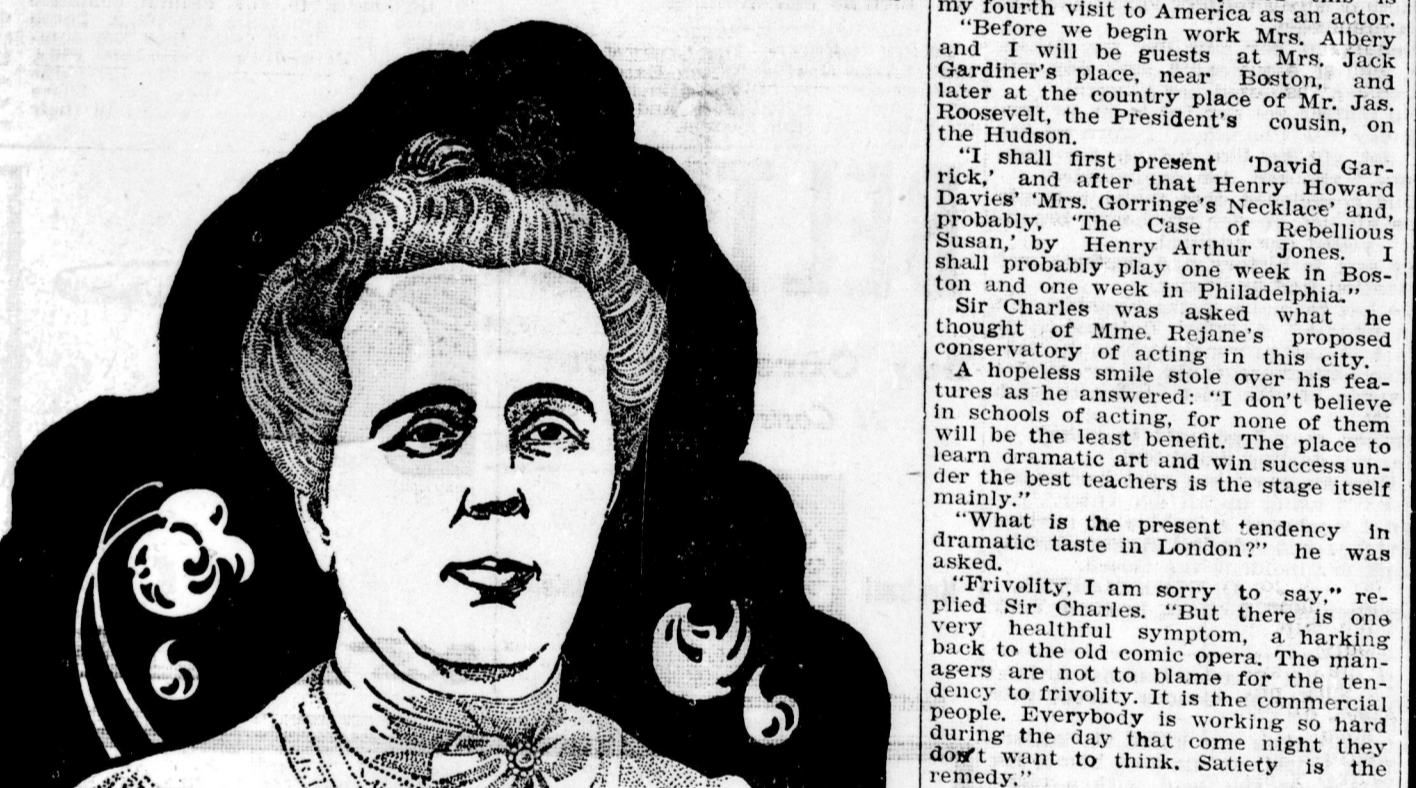 my fourth visit to America as an actor.
"Before we begin work Mrs. Albery
and I will be guests at Mrs. Jack
Gardiner's place, near Boston, and
later at the country place of Mr. Jas.
Roosevelt, the President's cousin, on
the Hudson.
"I shall first present 'David Gar-
rick,' and after that Henry Howard
Davies' 'Mrs. Gorringe's Necklace' and,
probably, 'The Case of Rebellious
Susan,' by Henry Arthur Jones. I
shall probably play one week in Bos-
ton and one week in Philadelphia."
Sir Charles was asked what he
thought of Mme. Rejane's proposed
conservatory of acting in this city.
A hopeless smile stole over his fea-
tures as he answered: "I don't believe
in schools of acting, for none of them
will be the least benefit. The place to
learn dramatic art and win success un-
der the best teachers is the stage itself
mainly."
"What is the present tendency in
dramatic taste in London?" he was
asked.
"Frivolity, I am sorry to say," re-
plied Sir Charles. "But there is one
very healthful symptom, a harking
back to the old comic opera. The man-
agers are not to blame for the ten-
dency to frivolity. It is the commercial
people. Everybody is working so hard
during the day that come night they
don't want to think. Satiety is the
remedy."